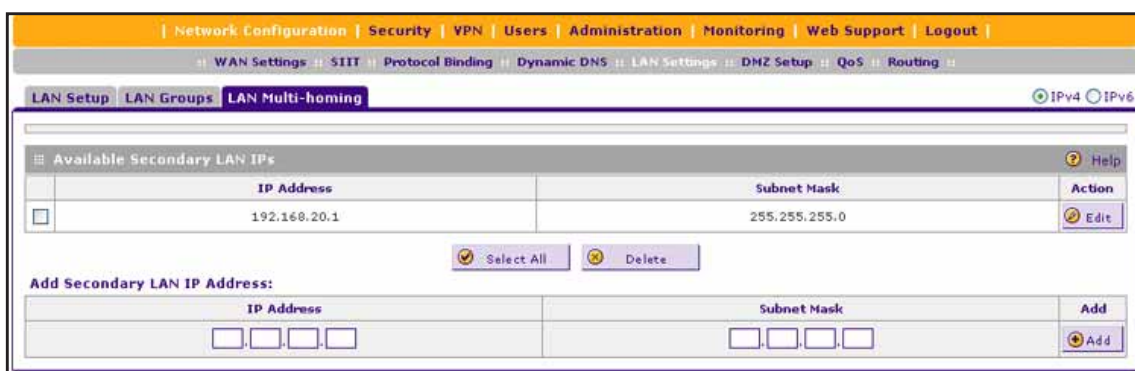 | Network Configuration | Security | VPN | Users | Administration | Monitoring | Web Support | Logout |
:: WAN Settings :: SIIT :: Protocol Binding :: Dynamic DNS :: LAN Settings :: DMZ Setup :: QoS :: Routing ::
LAN Setup LAN Groups LAN Multi-homing IPv4 IPv6
Available Secondary LAN IPs Help
IP Address Subnet Mask Action
192.168.20.1 255.255.255.0 Edit
Select All Delete
Add Secondary LAN IP Address:
IP Address Subnet Mask Add
. . . . . . Add